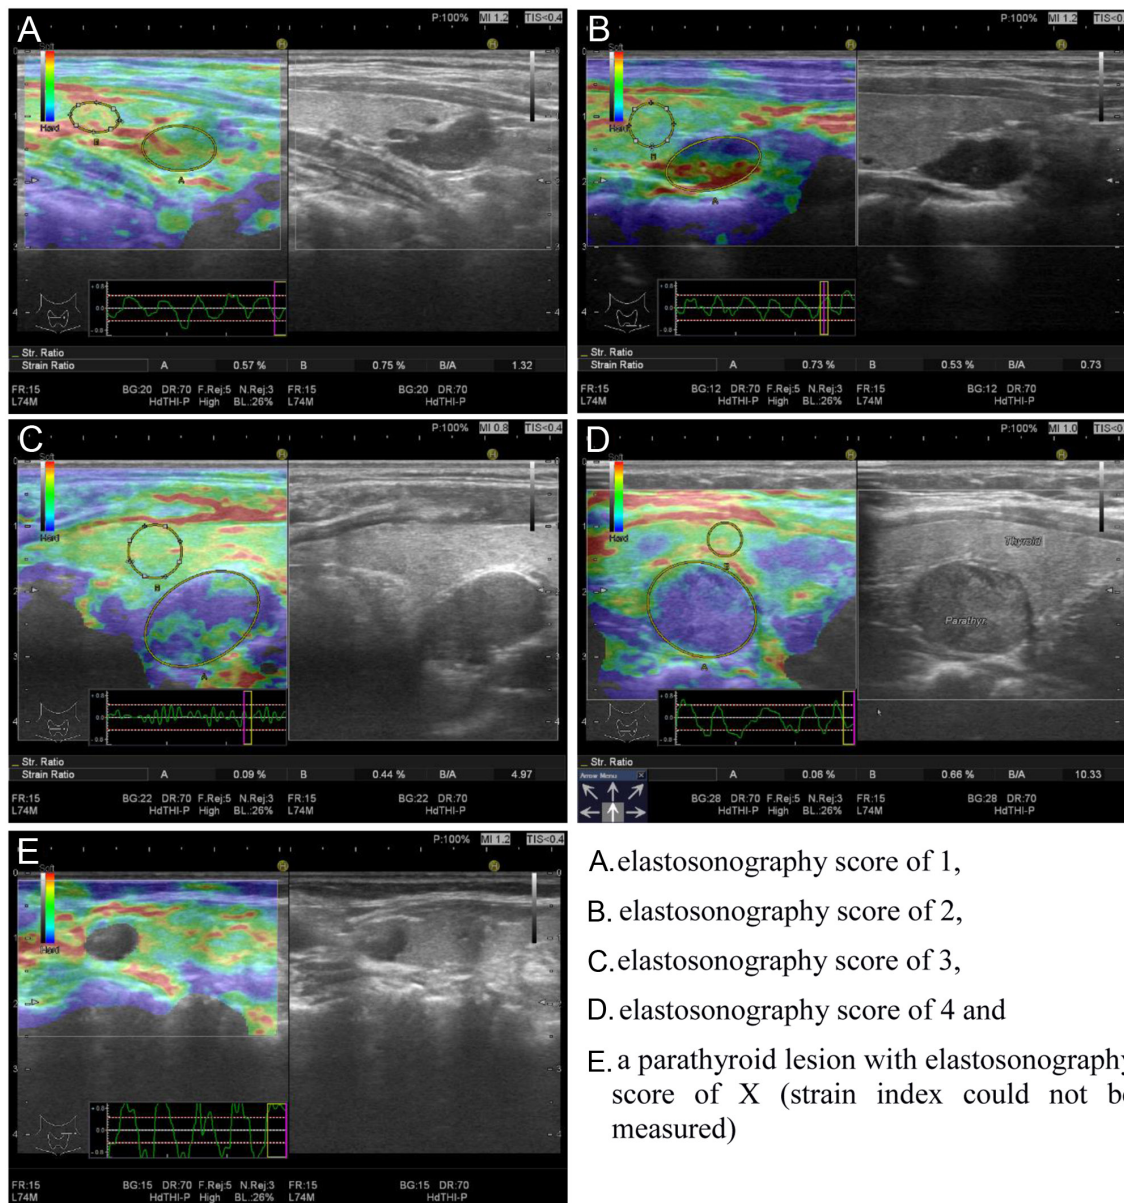 A
P:100% MI 1.2 TIS<0.4
Soft
Hard
B
A
Str. Ratio
Strain Ratio A 0.57 % B 0.75 % B/A 1.32
FR:15 BG:20 DR:70 F.Rej:5 N.Rej:3 FR:15 BG:20 DR:70
L74M HdTHI-P High BL.:26% L74M HdTHI-P
B
P:100% MI 1.2
Soft
Hard
B
A
Str. Ratio
Strain Ratio A 0.73 % B 0.53 % B/A 0.73
FR:15 BG:12 DR:70 F.Rej:5 N.Rej:3 FR:15 BG:12 DR:70
L74M HdTHI-P High BL.:26% L74M HdTHI-P
C
P:100% MI 0.8 TIS<0.4
Soft
Hard
B
A
Str. Ratio
Strain Ratio A 0.09 % B 0.44 % B/A 4.97
FR:15 BG:22 DR:70 F.Rej:5 N.Rej:3 FR:15 BG:22 DR:70
L74M HdTHI-P High BL.:26% L74M HdTHI-P
D
P:100% MI 1.0
Soft
Hard
Thyroid
Parathyr
A
Str. Ratio
Arrow Menu A 0.06 % B 0.66 % B/A 10.33
BG:28 DR:70 F.Rej:5 N.Rej:3 FR:15 BG:28 DR:70
HdTHI-P High BL.:26% L74M HdTHI-P
E
P:100% MI 1.2 TIS<0.4
Soft
Hard
FR:15 BG:15 DR:70 F.Rej:5 N.Rej:3 FR:15 BG:15 DR:70
L74M HdTHI-P High BL.:26% L74M HdTHI-P
A. elastosonography score of 1,
B. elastosonography score of 2,
C. elastosonography score of 3,
D. elastosonography score of 4 and
E. a parathyroid lesion with elastosonography
score of X (strain index could not be
measured)